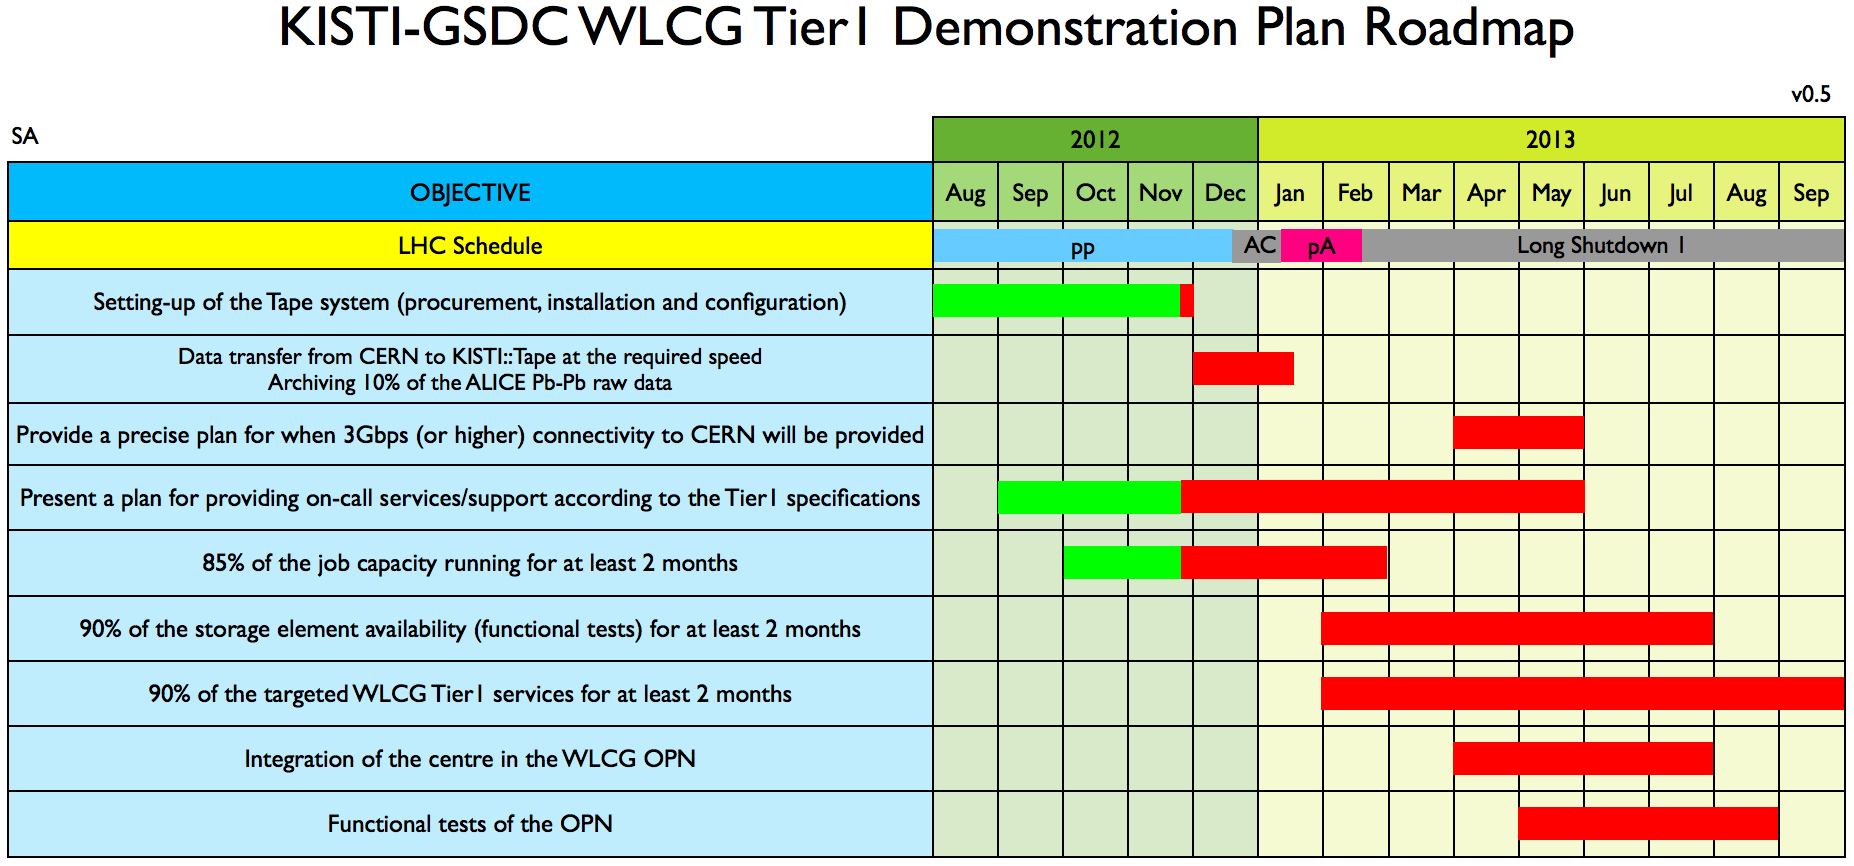 KISTI-GSDC WLCG Tier1 Demonstration Plan Roadmap
v0.5
SA
2012 2013
OBJECTIVE Aug Sep Oct Nov Dec Jan Feb Mar Apr May Jun Jul Aug Sep
LHC Schedule pp AC pA Long Shutdown 1
Setting-up of the Tape system (procurement, installation and configuration)
Data transfer from CERN to KISTI::Tape at the required speed
Archiving 10% of the ALICE Pb-Pb raw data
Provide a precise plan for when 3Gbps (or higher) connectivity to CERN will be provided
Present a plan for providing on-call services/support according to the Tier1 specifications
85% of the job capacity running for at least 2 months
90% of the storage element availability (functional tests) for at least 2 months
90% of the targeted WLCG Tier1 services for at least 2 months
Integration of the centre in the WLCG OPN
Functional tests of the OPN